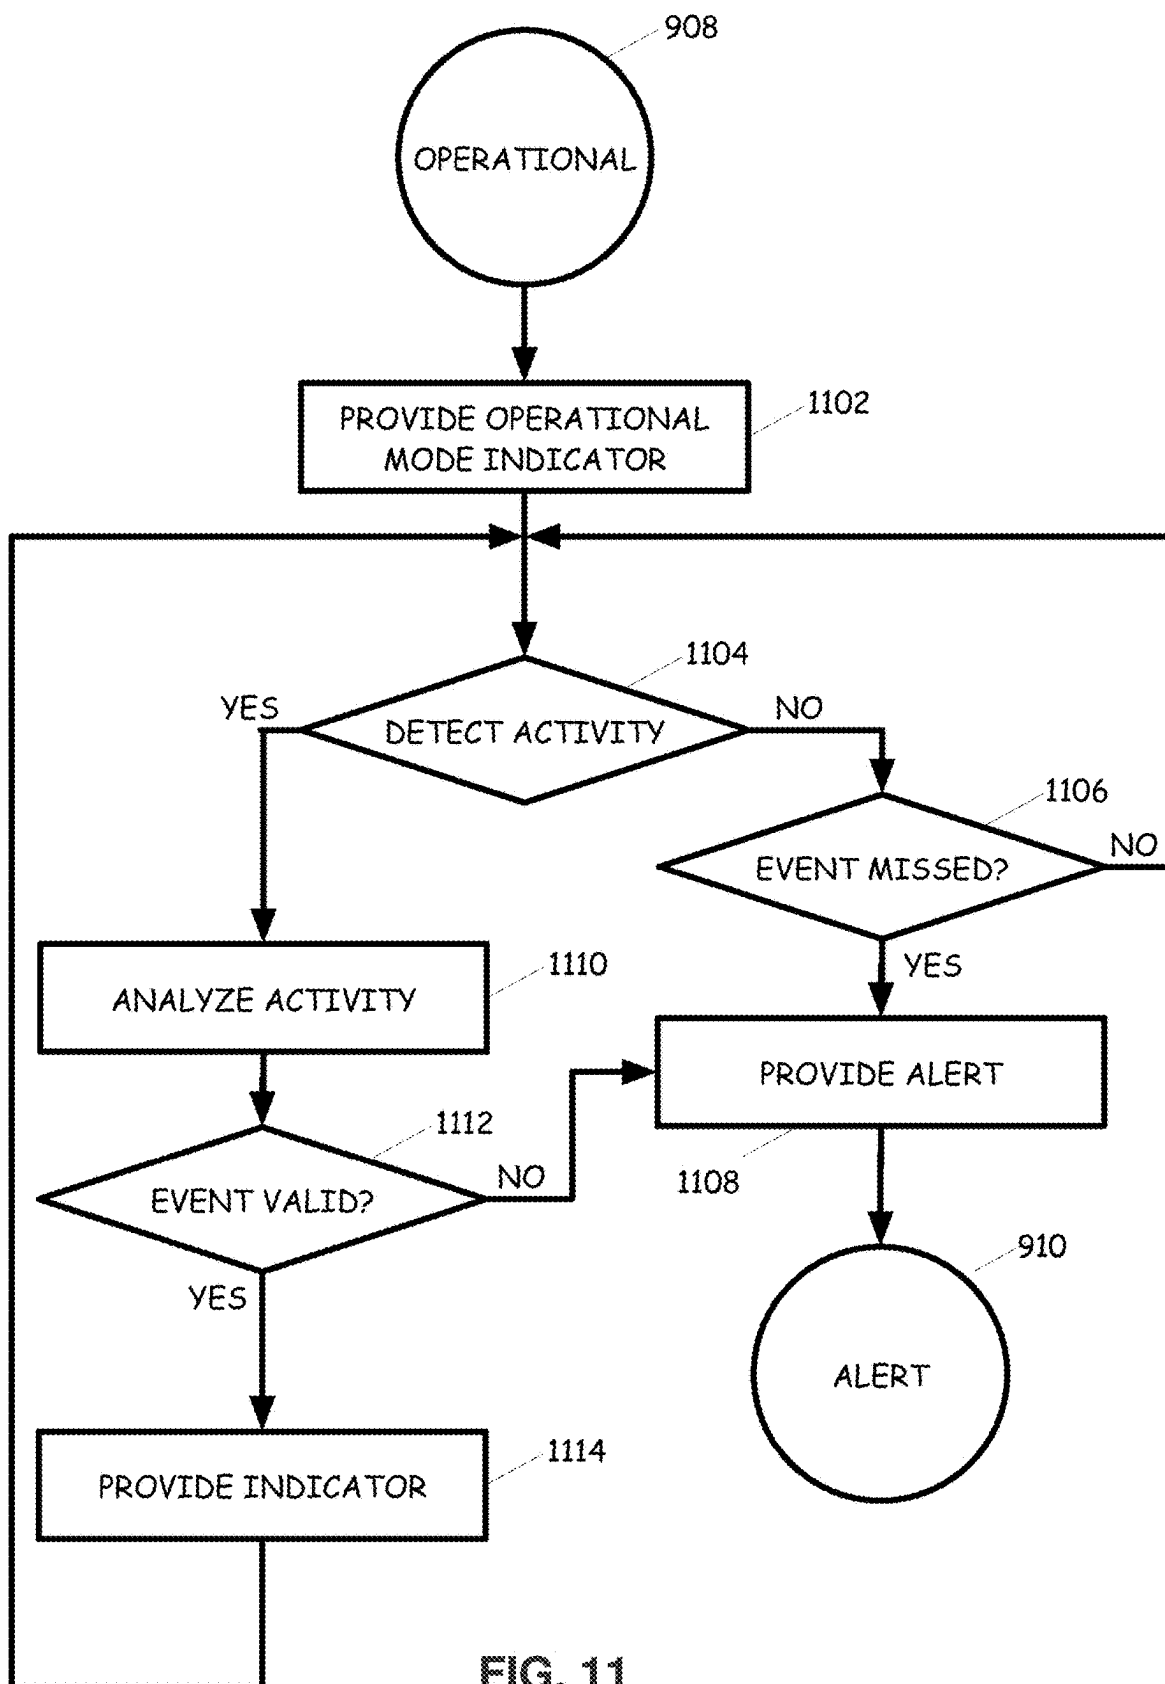 908
OPERATIONAL
PROVIDE OPERATIONAL
MODE INDICATOR
1102
1104
YES
DETECT ACTIVITY
NO
1106
EVENT MISSED?
NO
YES
1110
ANALYZE ACTIVITY
PROVIDE ALERT
1112
EVENT VALID?
NO
1108
YES
910
ALERT
1114
PROVIDE INDICATOR
FIG. 11